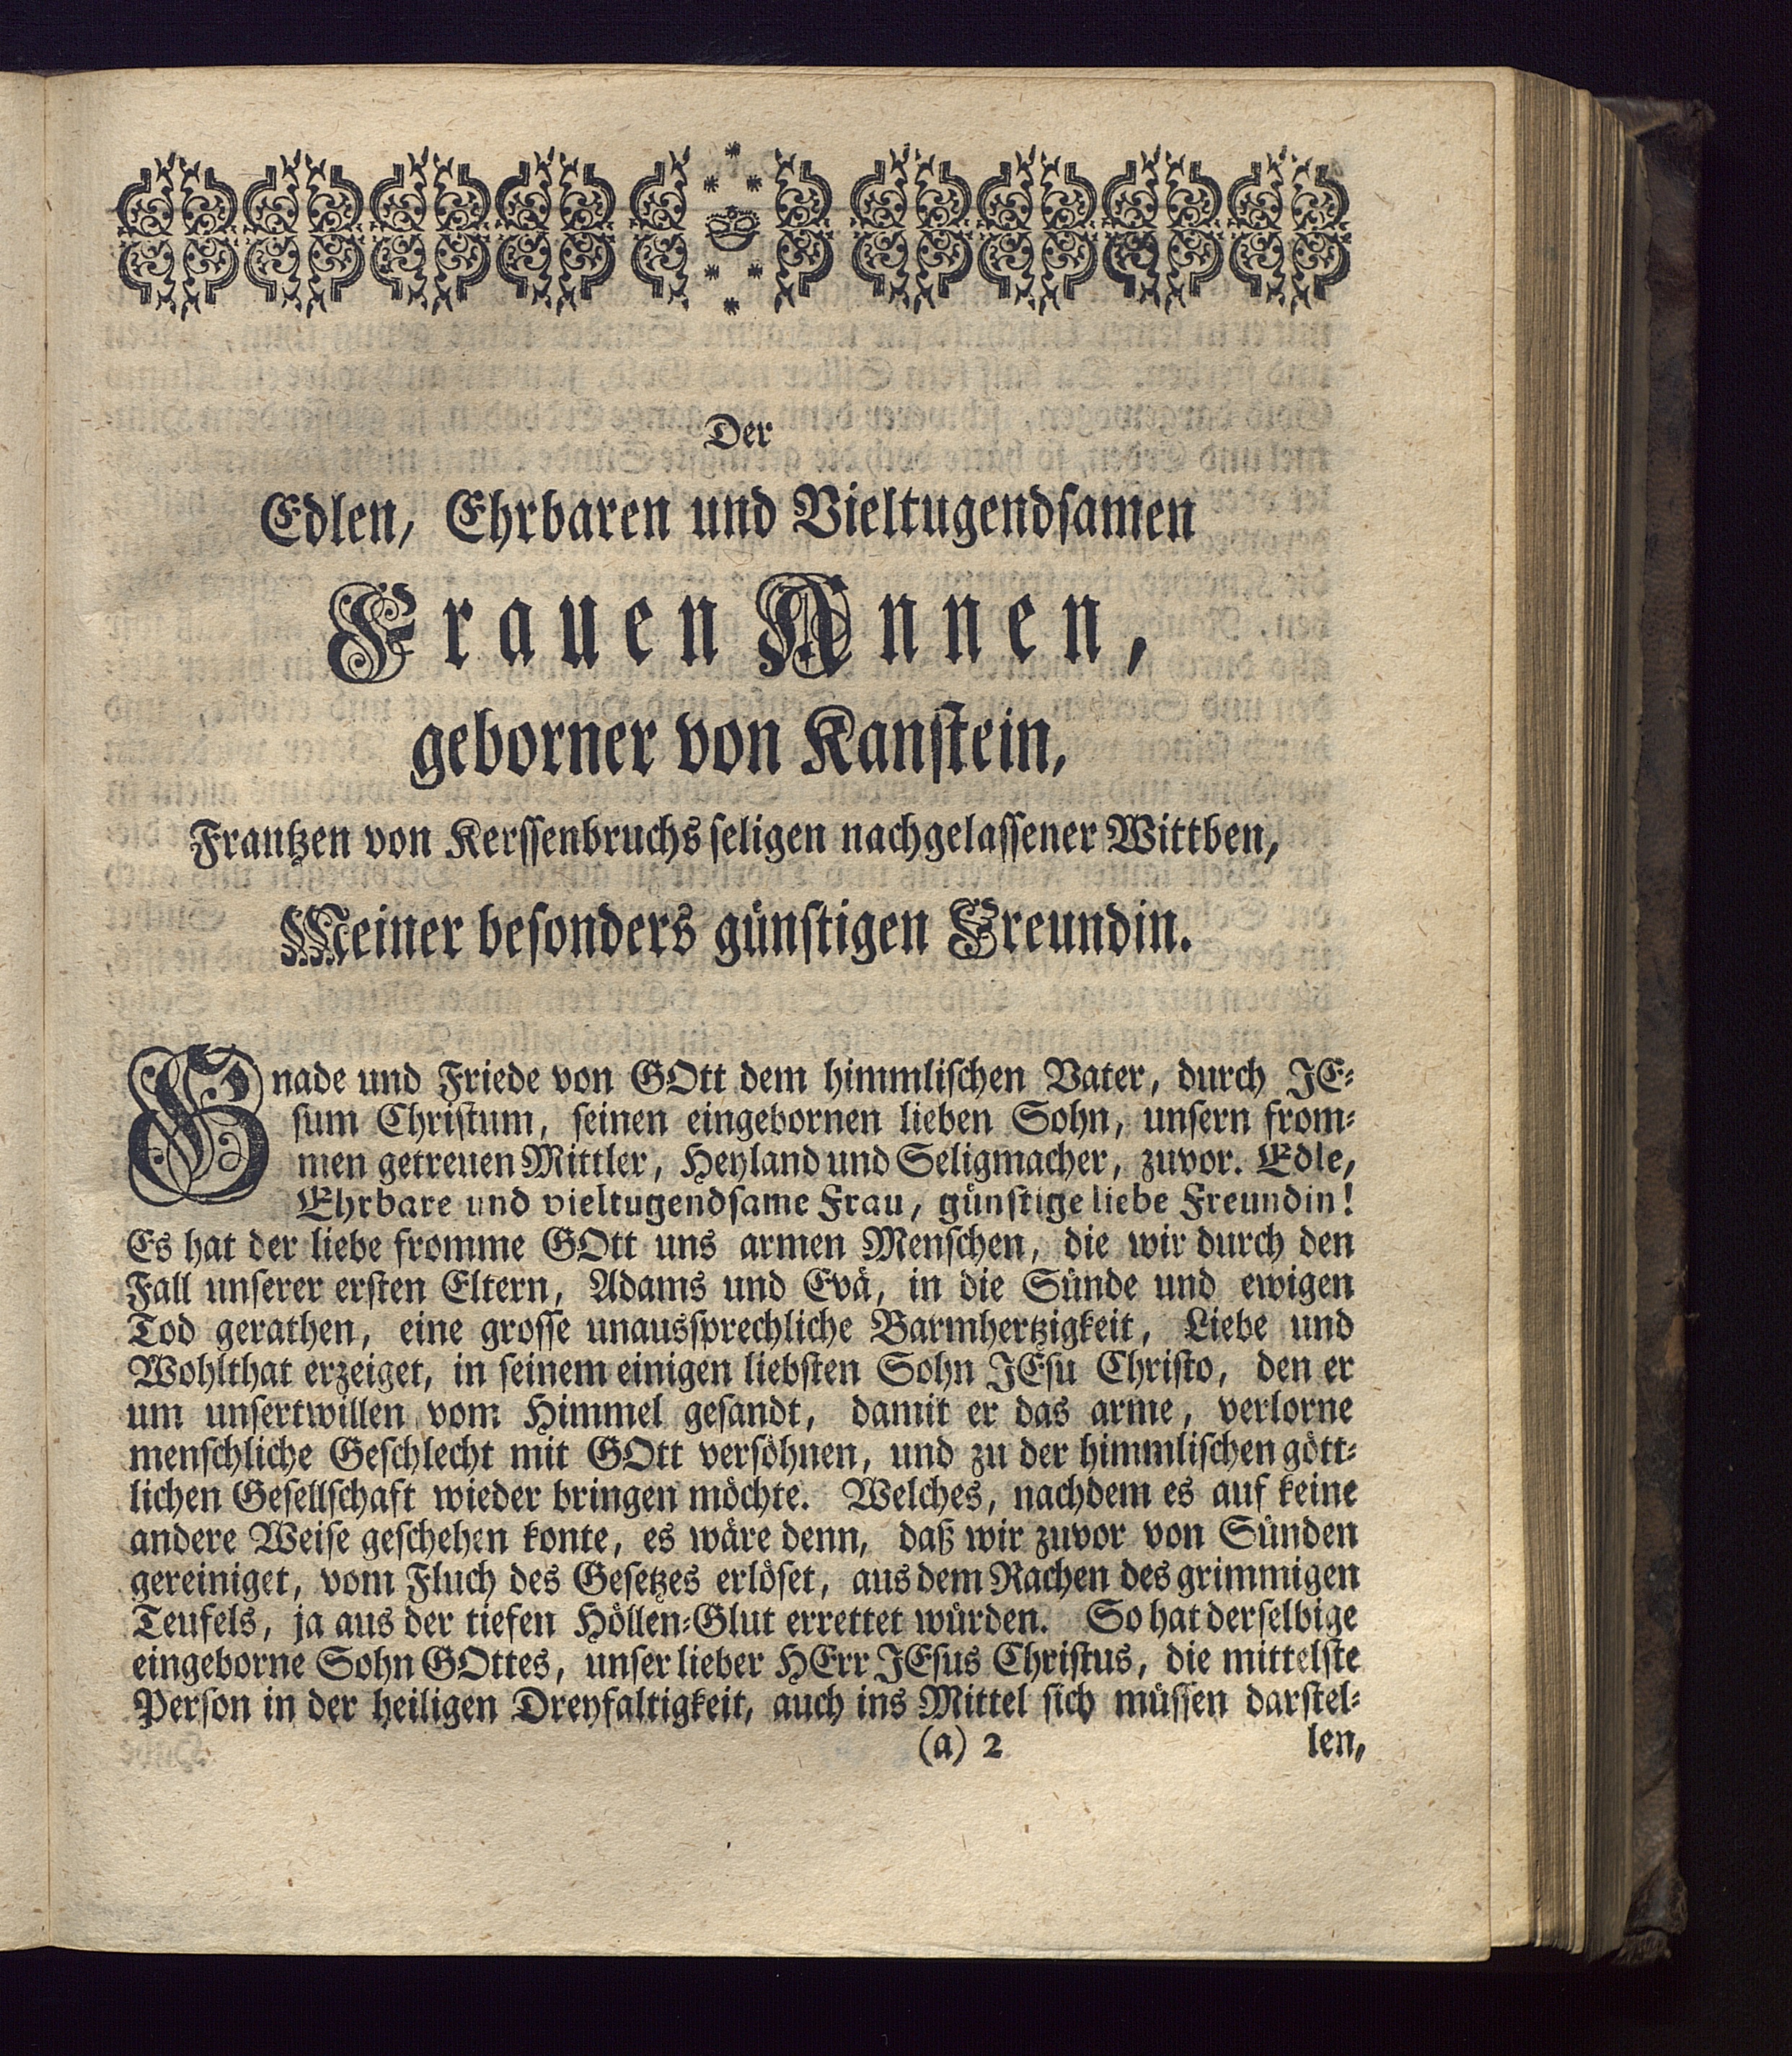 Der
Edlen, Ehrbaren und Vieltugendſamen
Frauen Annen,
geborner von Kanſtein,
Frantzen von Kerſſenbruchs ſeligen nachgelaſſener Wittben,
Meiner beſonders günſtigen Freundin.
Gnade und Friede von GOtt dem himmliſchen Vater, durch JE⸗
ſum Chriſtum, ſeinen eingebornen lieben Sohn, unſern from⸗
men getreuen Mittler, Heyland und Seligmacher, zuvor. Edle,
Ehrbare und vieltugendſame Frau, günſtige liebe Freundin!
Es hat der liebe fromme GOtt uns armen Menſchen, die wir durch den
Fall unſerer erſten Eltern, Adams und Evä, in die Sünde und ewigen
Tod gerathen, eine groſſe unausſprechliche Barmhertzigkeit, Liebe und
Wohlthat erzeiget, in ſeinem einigen liebſten Sohn JEſu Chriſto, den er
um unſertwillen vom Himmel geſandt, damit er das arme, verlorne
menſchliche Geſchlecht mit GOtt verſöhnen, und zu der himmliſchen gött⸗
lichen Geſellſchaft wieder bringen möchte. Welches, nachdem es auf keine
andere Weiſe geſchehen konte, es wäre denn, daß wir zuvor von Sünden
gereiniget, vom Fluch des Geſetzes erlöſet, aus dem Rachen des grimmigen
Teufels, ja aus der tiefen Höllen⸗Glut errettet würden. So hat derſelbige
eingeborne Sohn GOttes, unſer lieber HErr JEſus Chriſtus, die mittelſte
Perſon in der heiligen Dreyfaltigkeit, auch ins Mittel ſich müſſen darſtel⸗
(a) 2 len,